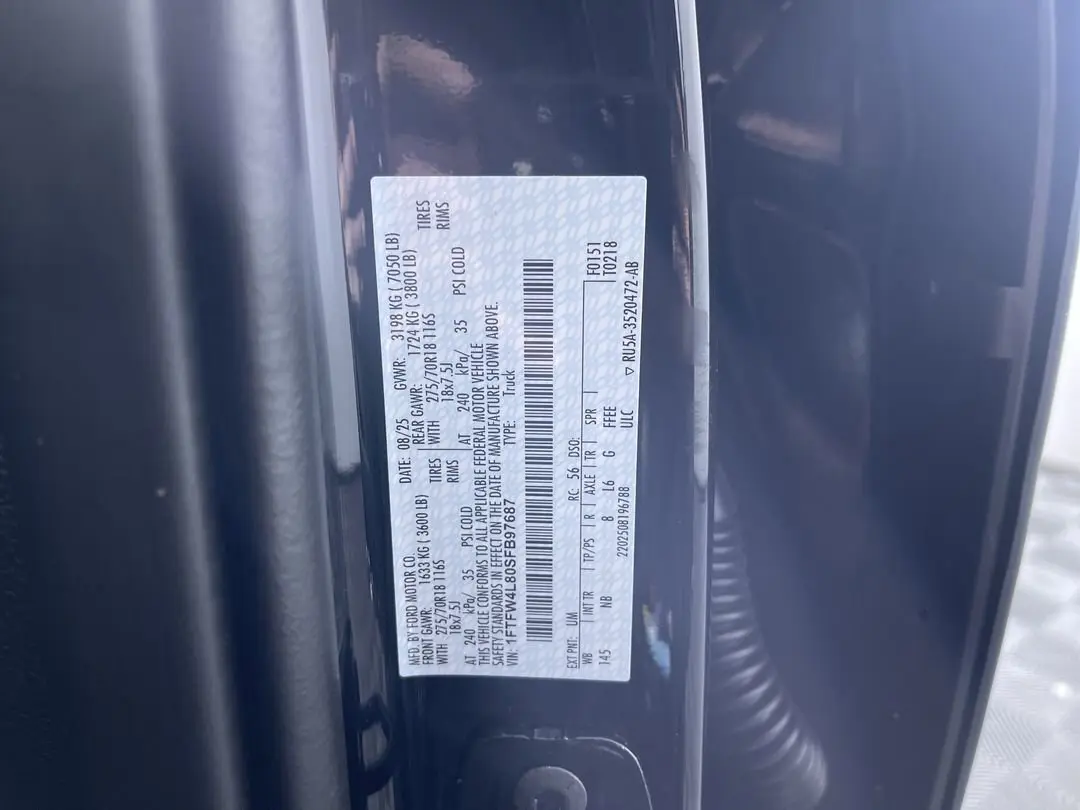 MFD. BY FORD MOTOR CO. DATE: 08/25 GVWR: 3198 KG ( 7050 LB)
FRONT GAWR: 1633 KG ( 3600 LB) REAR GAWR: 1724 KG ( 3800 LB)
WITH 275/70R18 116S TIRES WITH 275/70R18 116S TIRES
18x7.5J RIMS 18x7.5J RIMS
AT 240 kPa/ 35 PSI COLD AT 240 kPa/ 35 PSI COLD
THIS VEHICLE CONFORMS TO ALL APPLICABLE FEDERAL MOTOR VEHICLE
SAFETY STANDARDS IN EFFECT ON THE DATE OF MANUFACTURE SHOWN ABOVE.
VIN: 1FTFW4L80SFB97687 TYPE: Truck
EXT PNT: UM RC: 56 DSO:
WB INT TR TP/PS R AXLE TR SPR F0151
145 NB 8 L6 G FFEE T0218
2202508196788 ULC ▽ RU5A-3520472-AB